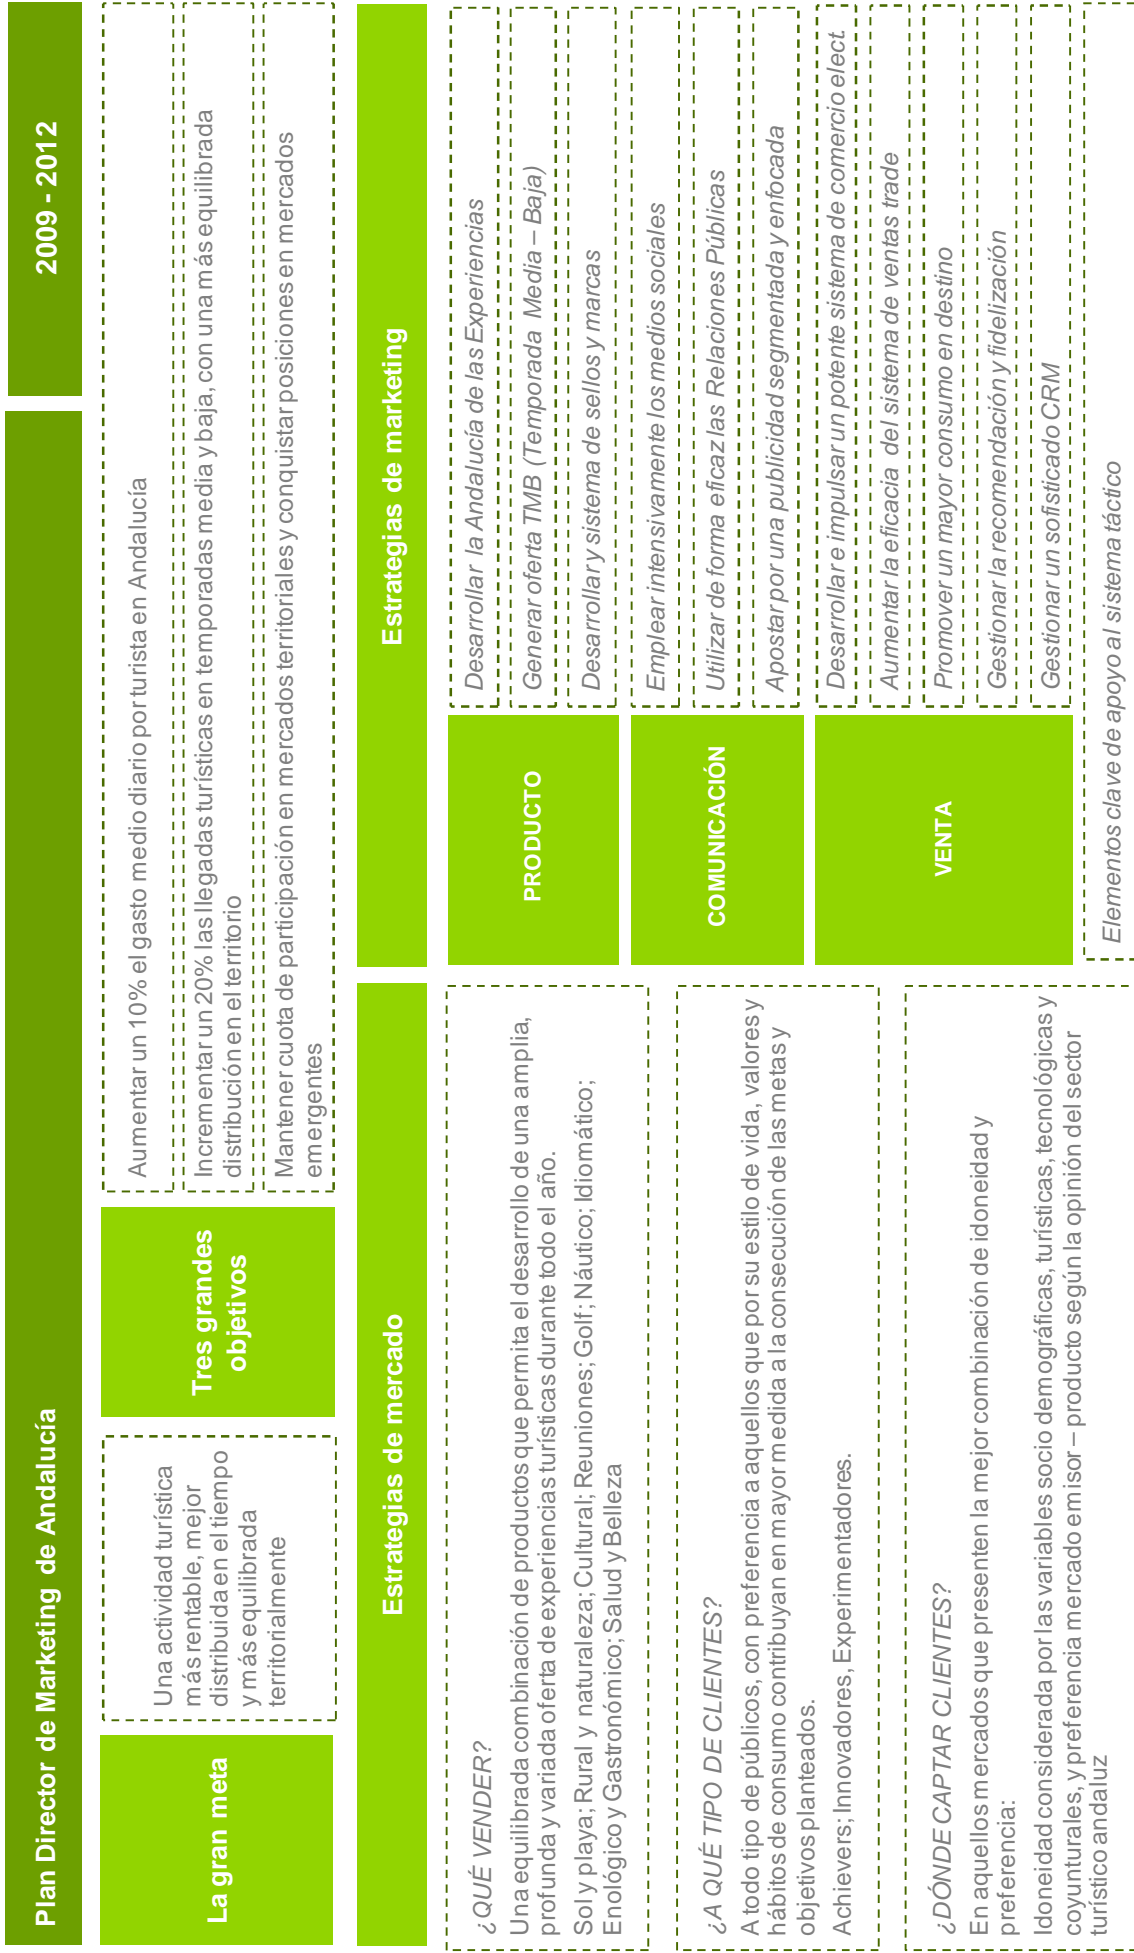 Plan Director de Marketing de Andalucía
2009 - 2012
La gran meta
Una actividad turística
más rentable, mejor
distribuida en el tiempo
y más equilibrada
territorialmente
Tres grandes
objetivos
Aumentar un 10% el gasto medio diario por turista en Andalucía
Incrementar un 20% las llegadas turísticas en temporadas media y baja, con una más equilibrada
distribución en el territorio
Mantener cuota de participación en mercados territoriales y conquistar posiciones en mercados
emergentes
Estrategias de mercado
¿QUÉ VENDER?
Una equilibrada combinación de productos que permita el desarrollo de una amplia,
profunda y variada oferta de experiencias turísticas durante todo el año.
Sol y playa; Rural y naturaleza; Cultural; Reuniones; Golf; Náutico; Idiomático;
Enológico y Gastronómico; Salud y Belleza
¿A QUÉ TIPO DE CLIENTES?
A todo tipo de públicos, con preferencia a aquellos que por su estilo de vida, valores y
hábitos de consumo contribuyan en mayor medida a la consecución de las metas y
objetivos planteados.
Achievers; Innovadores, Experimentadores.
¿DÓNDE CAPTAR CLIENTES?
En aquellos mercados que presenten la mejor combinación de idoneidad y
preferencia:
Idoneidad considerada por las variables socio demográficas, turísticas, tecnológicas y
coyunturales, y preferencia mercado emisor – producto según la opinión del sector
turístico andaluz
Estrategias de marketing
PRODUCTO
Desarrollar la Andalucía de las Experiencias
Generar oferta TMB (Temporada Media – Baja)
Desarrollar y sistema de sellos y marcas
COMUNICACIÓN
Emplear intensivamente los medios sociales
Utilizar de forma eficaz las Relaciones Públicas
Apostar por una publicidad segmentada y enfocada
VENTA
Desarrollar e impulsar un potente sistema de comercio elect.
Aumentar la eficacia del sistema de ventas trade
Promover un mayor consumo en destino
Gestionar la recomendación y fidelización
Gestionar un sofisticado CRM
Elementos clave de apoyo al sistema táctico